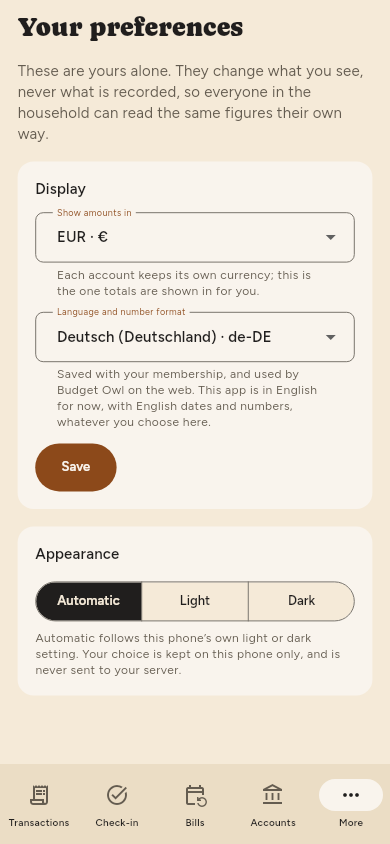 Your preferences
These are yours alone. They change what you see,
never what is recorded, so everyone in the
household can read the same figures their own
way.
Display
Show amounts in
EUR · €
Each account keeps its own currency; this is
the one totals are shown in for you.
Language and number format
Deutsch (Deutschland) · de-DE
Saved with your membership, and used by
Budget Owl on the web. This app is in English
for now, with English dates and numbers,
whatever you choose here.
Save
Appearance
Automatic
Light
Dark
Automatic follows this phone's own light or dark
setting. Your choice is kept on this phone only, and is
never sent to your server.
Transactions
Check-in
Bills
Accounts
More